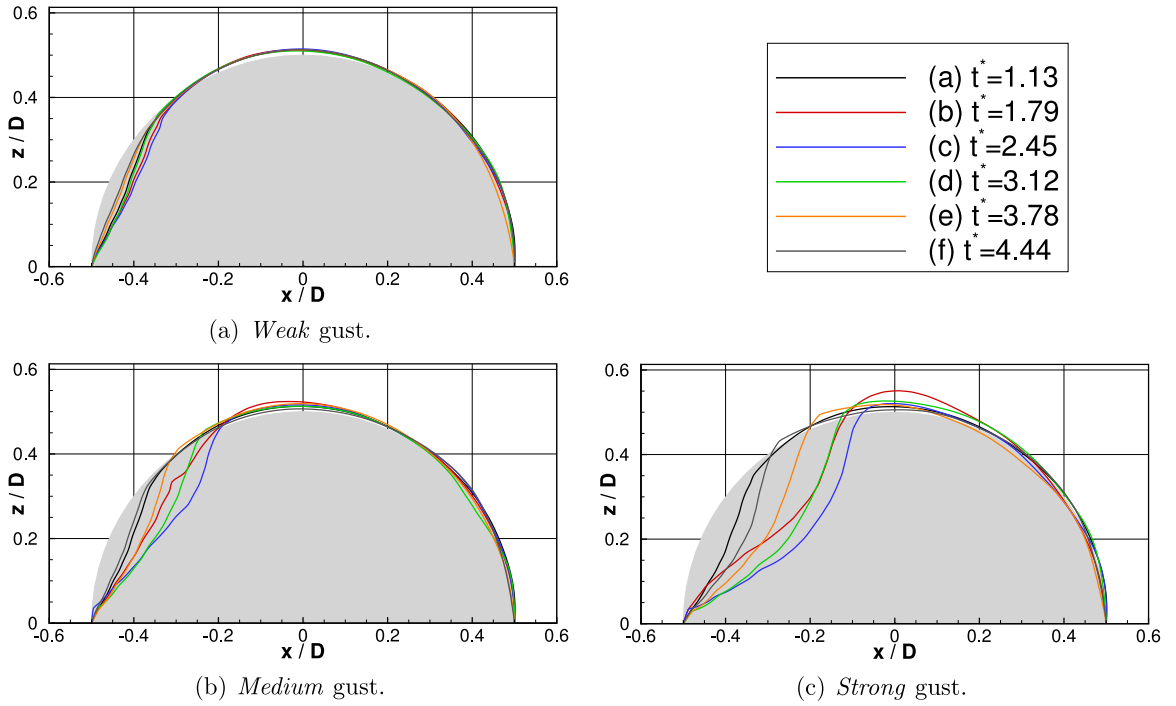 0.6
0.4
0.2
0
z / D
-0.6 -0.4 -0.2 0 0.2 0.4 0.6
x / D
(a) Weak gust.
(a) t*=1.13
(b) t*=1.79
(c) t*=2.45
(d) t*=3.12
(e) t*=3.78
(f) t*=4.44
0.6
0.4
0.2
0
z / D
-0.6 -0.4 -0.2 0 0.2 0.4 0.6
x / D
(b) Medium gust.
0.6
0.4
0.2
0
z / D
-0.6 -0.4 -0.2 0 0.2 0.4 0.6
x / D
(c) Strong gust.